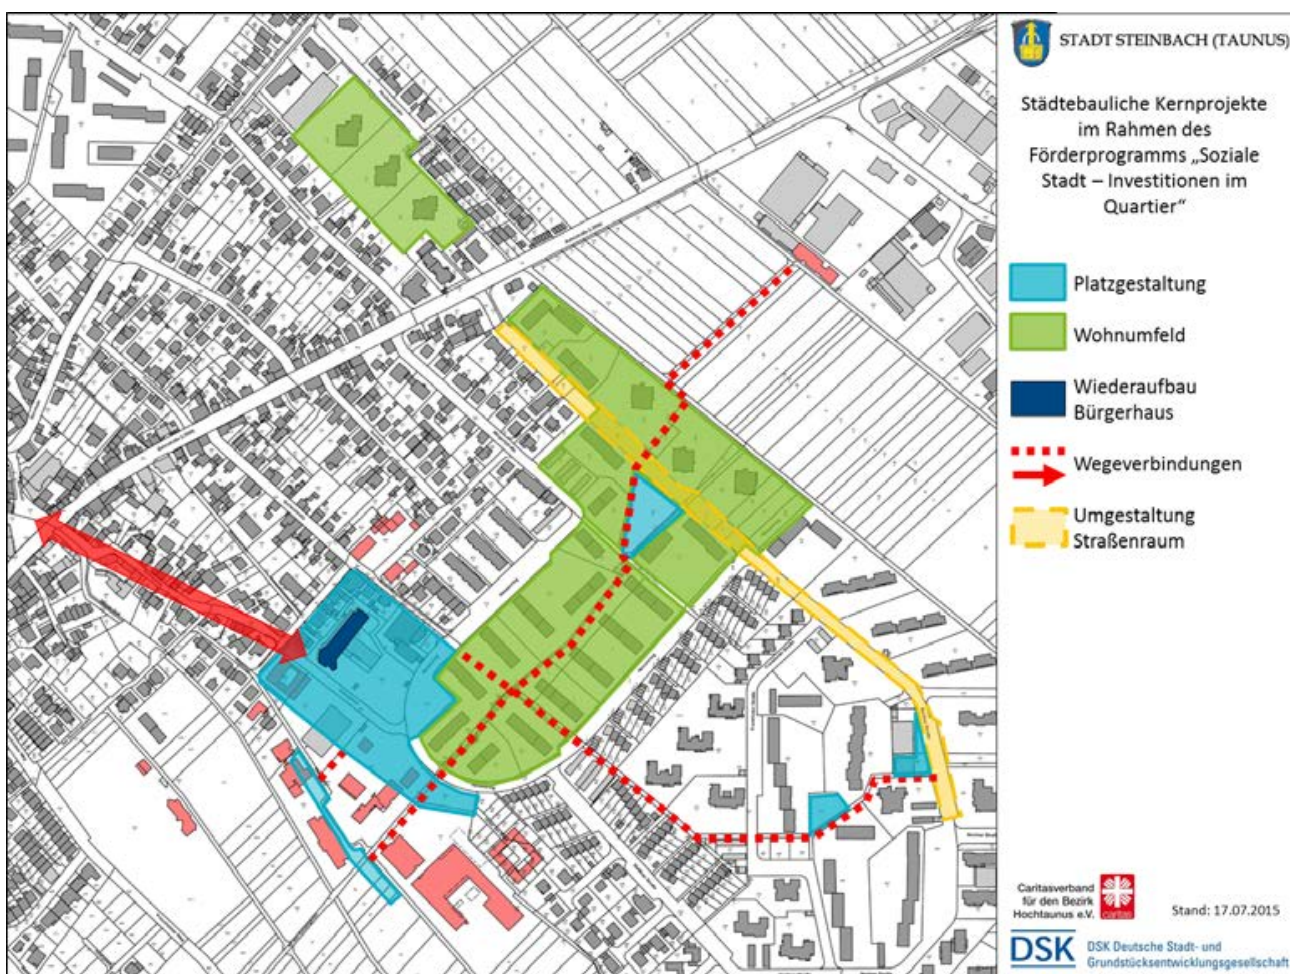 STADT STEINBACH (TAUNUS)
Städtebauliche Kernprojekte
im Rahmen des
Förderprogramms „Soziale
Stadt – Investitionen im
Quartier“
Platzgestaltung
Wohnumfeld
Wiederaufbau
Bürgerhaus
Wegeverbindungen
Umgestaltung
Straßenraum
Caritasverband
für den Bezirk
Hochtaunus e.V.
caritas
Stand: 17.07.2015
DSK
DSK Deutsche Stadt- und
Grundstücksentwicklungsgesellschaft